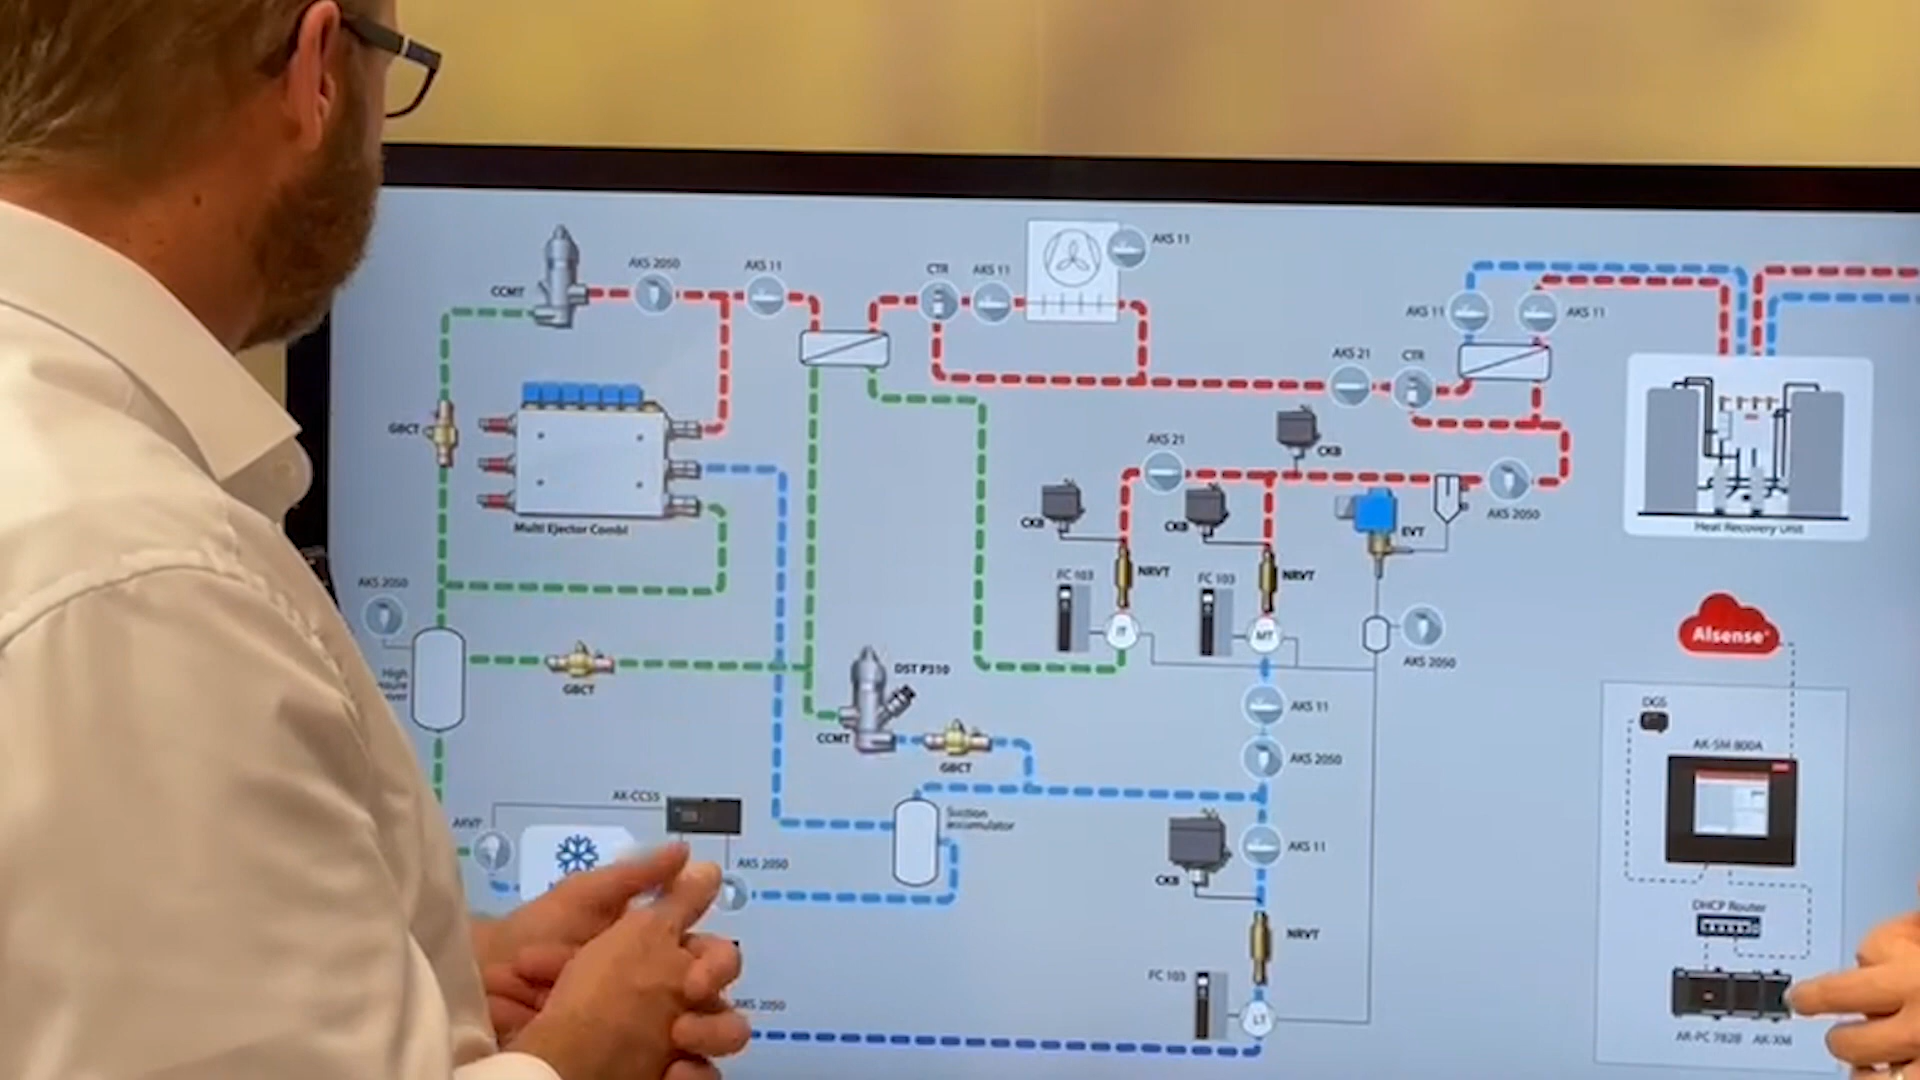 AKS 11
AKS 2050
AKS 11
CTR
AKS 11
CCMT
AKS 11
AKS 11
AKS 21
CTR
GBCT
AKS 21
CKB
CKB
CKB
AKS 2050
Multi Ejector Combi
EVT
Heat Recovery Unit
AKS 2050
FC 103
NRVT
FC 103
NRVT
IT
MT
Alsense
AKS 2050
High
DST P310
GBCT
AKS 11
DGS
CCMT
GBCT
AKS 2050
AK-SM 800A
AK-CC55
Suction
accumulator
AKVT
AKS 2050
AKS 11
CKB
DHCP Router
NRVT
FC 103
AKS 2050
LT
AK-PC 782B
AK-XM